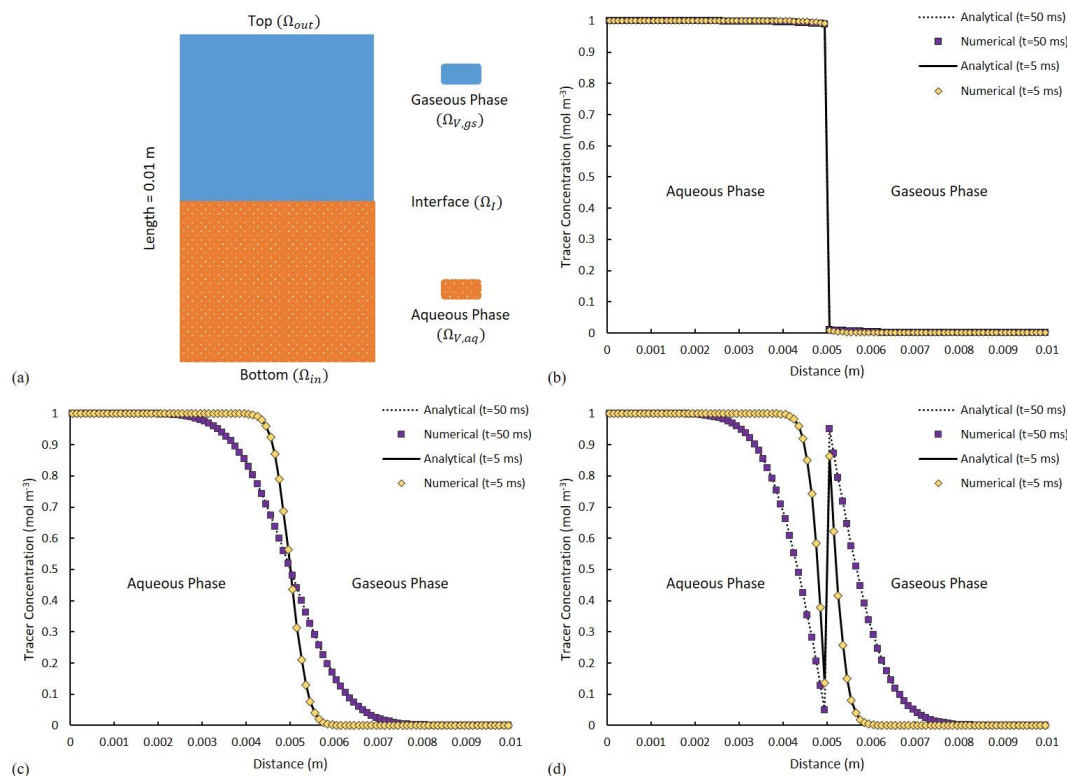 Top (Ω_out)
Length = 0.01 m
Gaseous Phase
(Ω_V,gs)
Interface (Ω_I)
Aqueous Phase
(Ω_V,aq)
Bottom (Ω_in)
(a)
Tracer Concentration (mol m⁻³)
1
0.9
0.8
0.7
0.6
0.5
0.4
0.3
0.2
0.1
0
Analytical (t=50 ms)
Numerical (t=50 ms)
Analytical (t=5 ms)
Numerical (t=5 ms)
Aqueous Phase
Gaseous Phase
0 0.001 0.002 0.003 0.004 0.005 0.006 0.007 0.008 0.009 0.01
Distance (m)
(b)
Tracer Concentration (mol m⁻³)
1
0.9
0.8
0.7
0.6
0.5
0.4
0.3
0.2
0.1
0
Analytical (t=50 ms)
Numerical (t=50 ms)
Analytical (t=5 ms)
Numerical (t=5 ms)
Aqueous Phase
Gaseous Phase
0 0.001 0.002 0.003 0.004 0.005 0.006 0.007 0.008 0.009 0.01
Distance (m)
(c)
Tracer Concentration (mol m⁻³)
1
0.9
0.8
0.7
0.6
0.5
0.4
0.3
0.2
0.1
0
Analytical (t=50 ms)
Numerical (t=50 ms)
Analytical (t=5 ms)
Numerical (t=5 ms)
Aqueous Phase
Gaseous Phase
0 0.001 0.002 0.003 0.004 0.005 0.006 0.007 0.008 0.009 0.01
Distance (m)
(d)